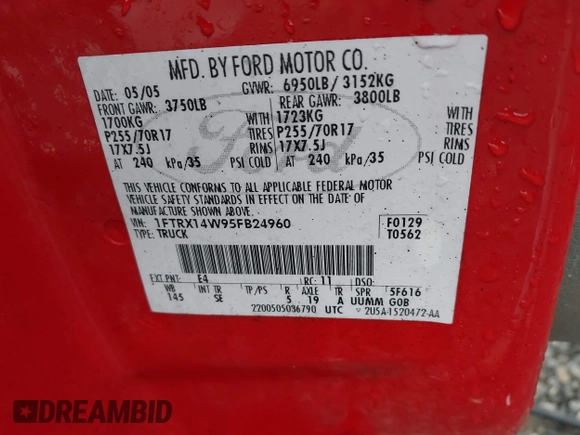 MFD. BY FORD MOTOR CO.
DATE: 05/05 GVWR: 6950LB / 3152KG
FRONT GAWR: 3750LB REAR GAWR: 3800LB
1700KG WITH 1723KG WITH
P255/70R17 TIRES P255/70R17 TIRES
17X7.5J RIMS 17X7.5J RIMS
AT 240 kPa/35 PSI COLD AT 240 kPa/35 PSI COLD
THIS VEHICLE CONFORMS TO ALL APPLICABLE FEDERAL MOTOR
VEHICLE SAFETY STANDARDS IN EFFECT ON THE DATE OF
MANUFACTURE SHOWN ABOVE.
VIN: 1FTRX14W95FB24960 F0129
TYPE: TRUCK T0562
Ford
EXT PNT: E4 RC: 11 DSO:
WB INT TR TP/PS R AXLE TR SPR 5F616
145 SE 5 19 A UUMM G0B
2200505036790 UTC 2U5A-1520472-AA
DREAMBID